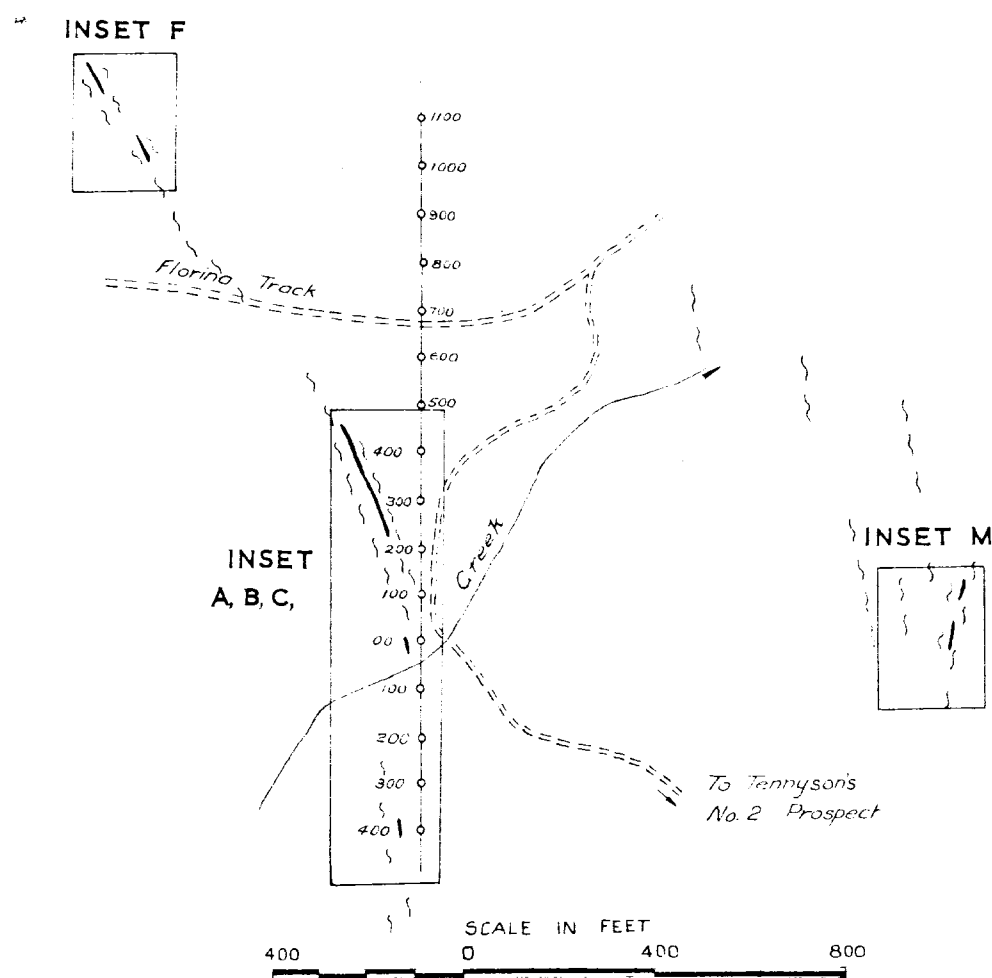 INSET F
1100
1000
900
800
Florina Track
700
600
500
400
300
200
INSET M
INSET
A, B, C,
100
Creek
00
100
200
300
400
To Tennyson's
No. 2 Prospect
SCALE IN FEET
400 0 400 800